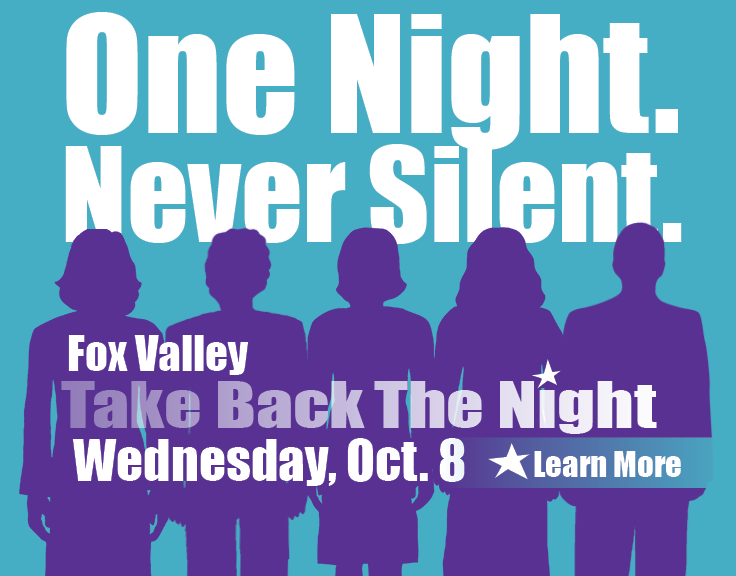 One Night.
Never Silent.
Fox Valley
Take Back The Night
Wednesday, Oct. 8
Learn More